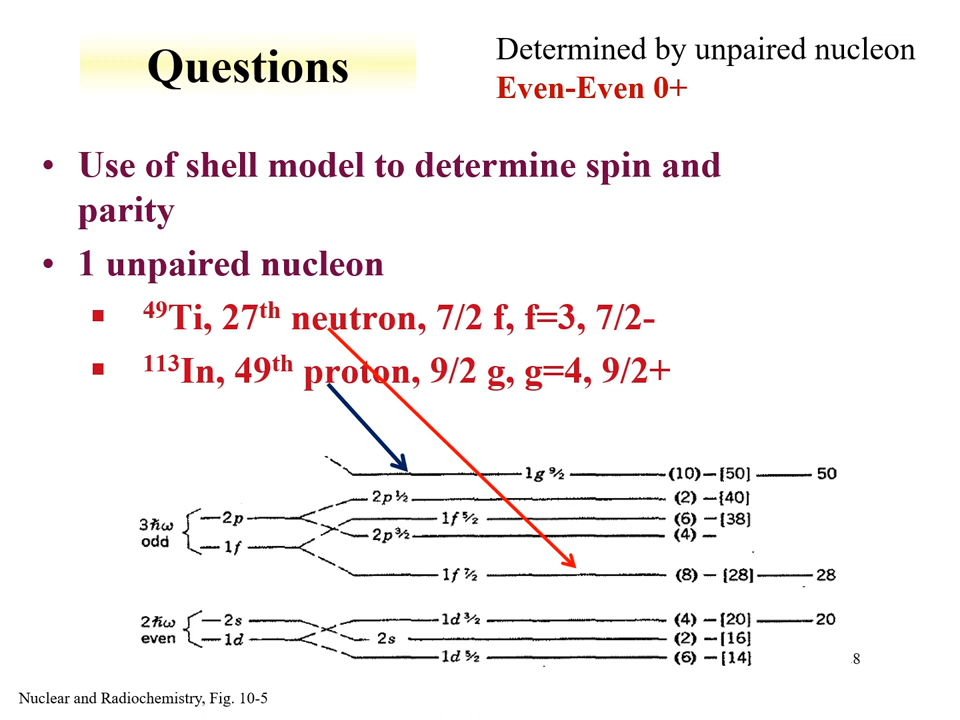 Questions
Determined by unpaired nucleon
Even-Even 0+
• Use of shell model to determine spin and
parity
• 1 unpaired nucleon
▪ ⁴⁹Ti, 27ᵗʰ neutron, 7/2 f, f=3, 7/2-
▪ ¹¹³In, 49ᵗʰ proton, 9/2 g, g=4, 9/2+
1g 9/2 (10) – [50] 50
2p 1/2 (2) – [40]
3ħω odd
2p
1f 5/2 (6) – [38]
2p 3/2 (4) –
1f
1f 7/2 (8) – [28] 28
2ħω even
2s
1d 3/2 (4) – [20] 20
1d
2s (2) – [16]
1d 5/2 (6) – [14]
8
Nuclear and Radiochemistry, Fig. 10-5